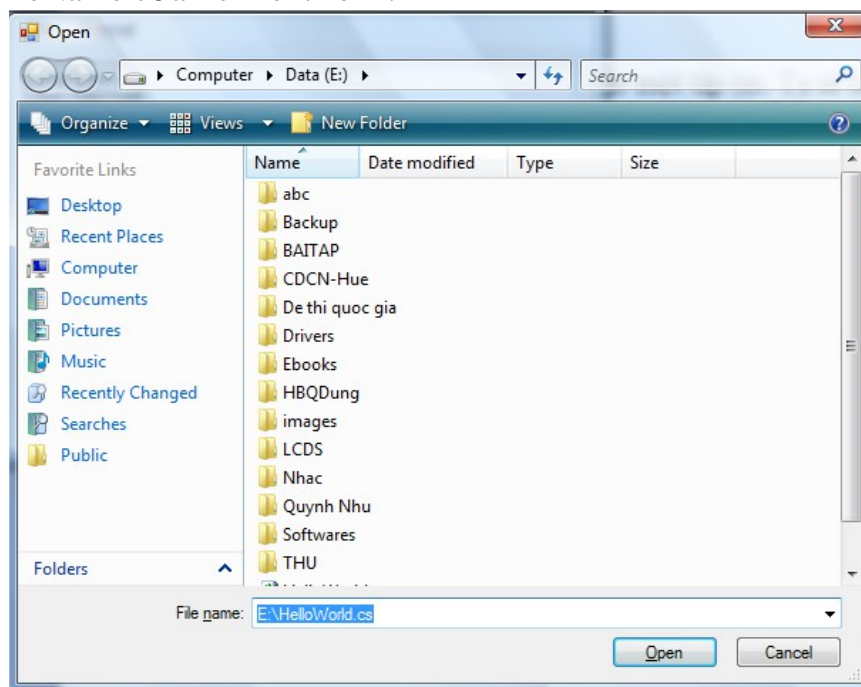 Open
Computer ▸ Data (E:) ▸
Search
Organize Views New Folder
Favorite Links
Desktop
Recent Places
Computer
Documents
Pictures
Music
Recently Changed
Searches
Public
Folders
Name Date modified Type Size
abc
Backup
BAITAP
CDCN-Hue
De thi quoc gia
Drivers
Ebooks
HBQDung
images
LCDS
Nhac
Quynh Nhu
Softwares
THU
File name: E:\HelloWorld.cs
Open Cancel